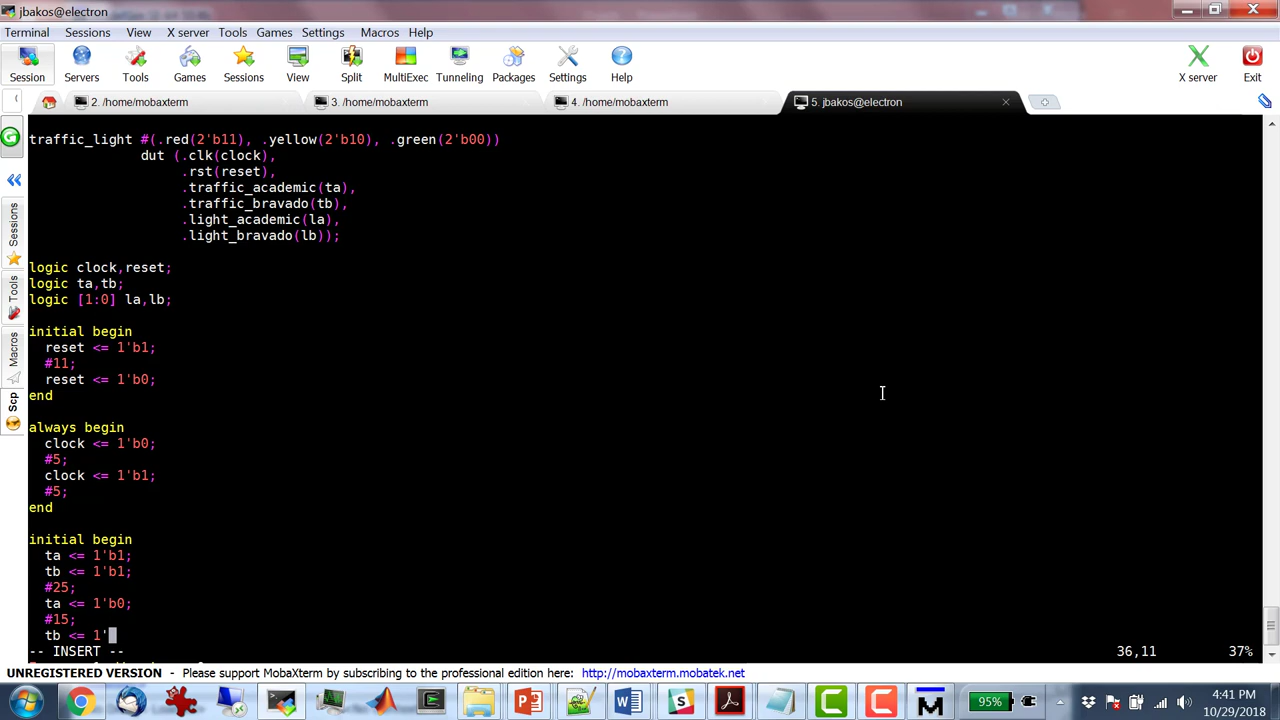 jbakos@electron
Terminal Sessions View X server Tools Games Settings Macros Help
Session Servers Tools Games Sessions View Split MultiExec Tunneling Packages Settings Help X server Exit
2. /home/mobaxterm 3. /home/mobaxterm 4. /home/mobaxterm 5. jbakos@electron
Sessions
Tools
Macros
Scp
traffic_light #(.red(2'b11), .yellow(2'b10), .green(2'b00))
dut (.clk(clock),
.rst(reset),
.traffic_academic(ta),
.traffic_bravado(tb),
.light_academic(la),
.light_bravado(lb));
logic clock,reset;
logic ta,tb;
logic [1:0] la,lb;
initial begin
reset <= 1'b1;
#11;
reset <= 1'b0;
end
always begin
clock <= 1'b0;
#5;
clock <= 1'b1;
#5;
end
initial begin
ta <= 1'b1;
tb <= 1'b1;
#25;
ta <= 1'b0;
#15;
tb <= 1'
-- INSERT -- 36,11 37%
UNREGISTERED VERSION - Please support MobaXterm by subscribing to the professional edition here: http://mobaxterm.mobatek.net
95% 4:41 PM
10/29/2018